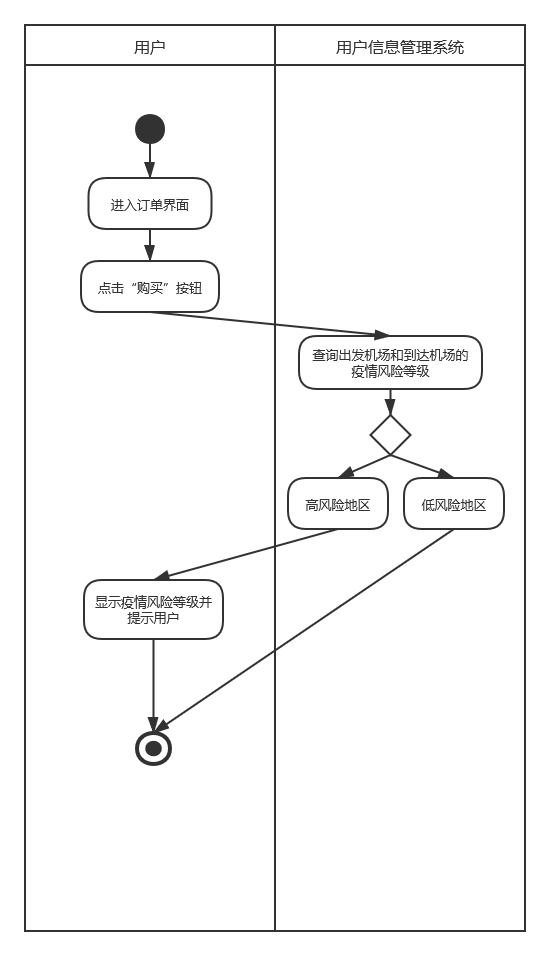 用户
用户信息管理系统
进入订单界面
点击“购买”按钮
查询出发机场和到达机场的
疫情风险等级
高风险地区
低风险地区
显示疫情风险等级并
提示用户